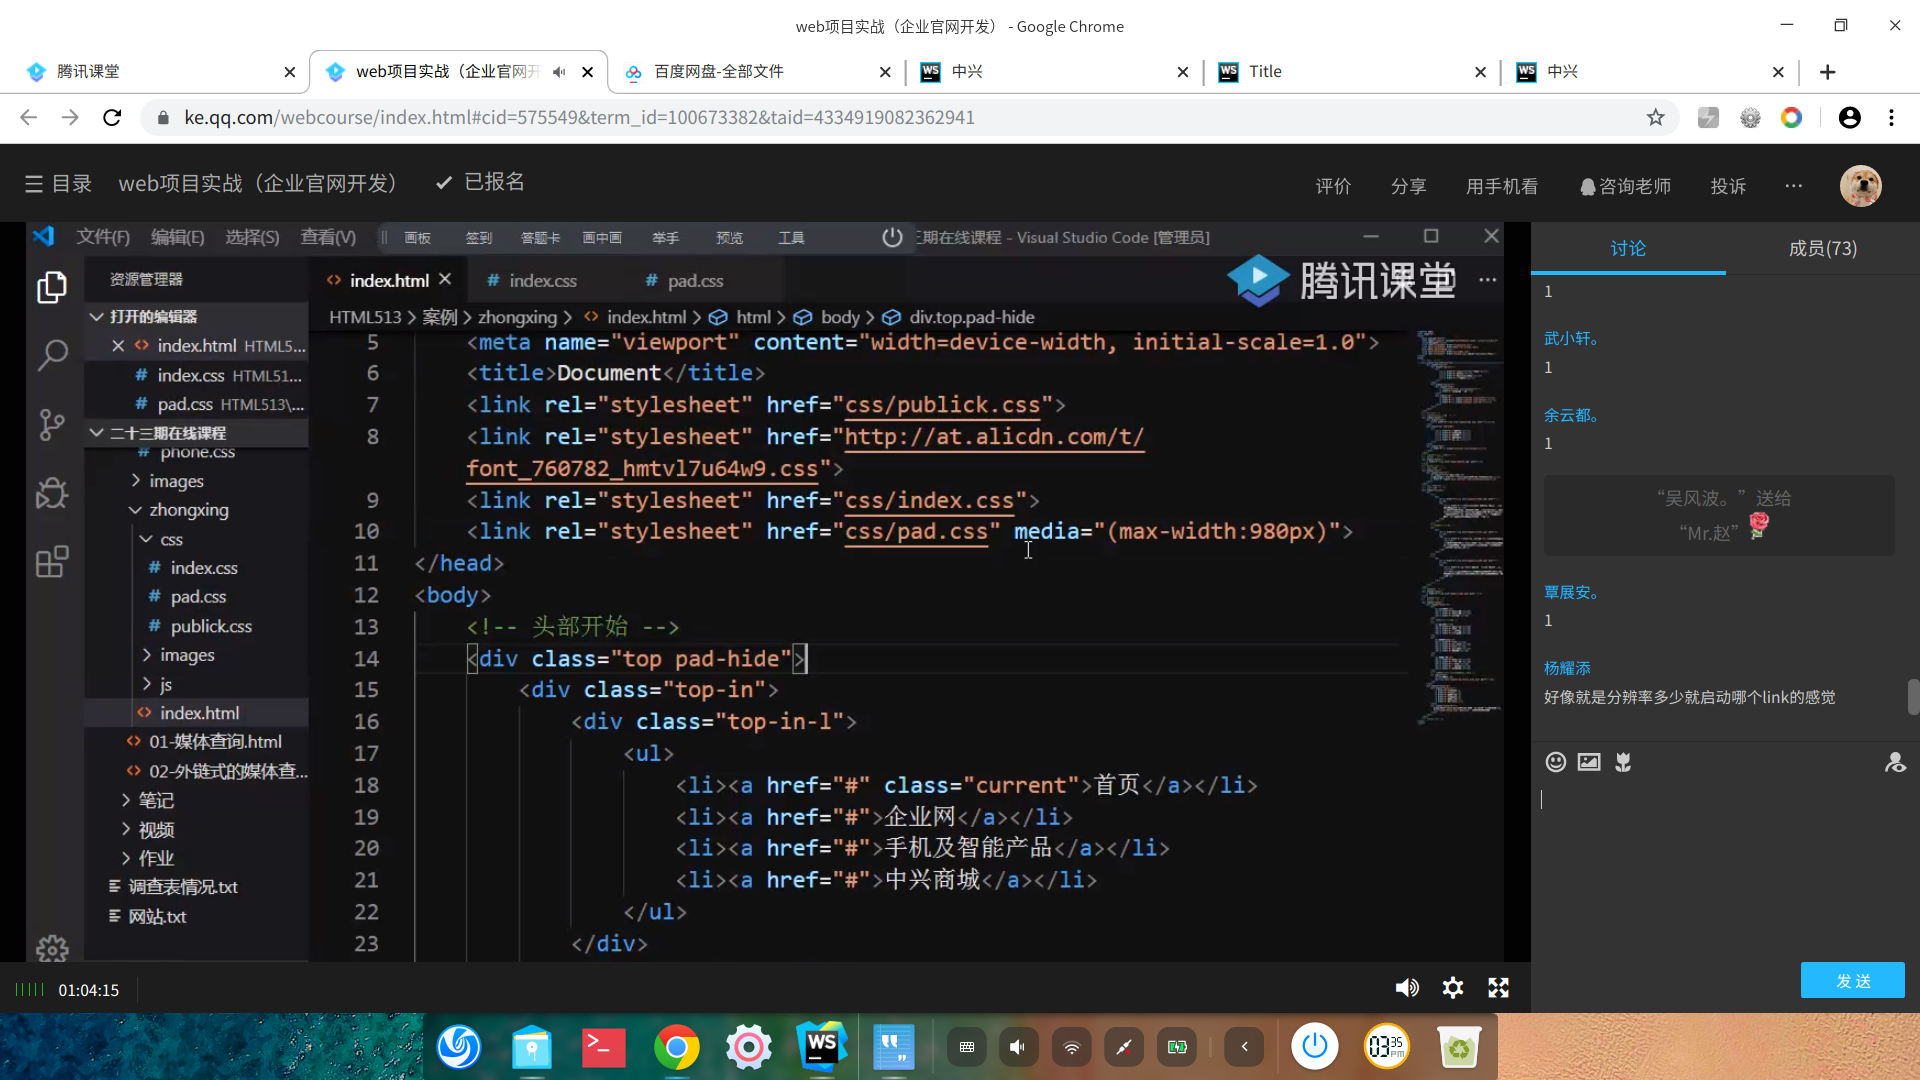 web项目实战（企业官网开发） - Google Chrome
腾讯课堂
web项目实战（企业官网开
百度网盘-全部文件
WS 中兴
WS Title
WS 中兴
ke.qq.com/webcourse/index.html#cid=575549&term_id=100673382&taid=4334919082362941
目录 web项目实战（企业官网开发） 已报名
评价 分享 用手机看 咨询老师 投诉 ···
文件(F) 编辑(E) 选择(S) 查看(V) 画板 签到 答题卡 画中画 举手 预览 工具 期在线课程 - Visual Studio Code [管理员]
资源管理器
index.html # index.css # pad.css
腾讯课堂
HTML513 > 案例 > zhongxing > index.html > html > body > div.top.pad-hide
打开的编辑器
index.html HTML5...
# index.css HTML51...
# pad.css HTML513\...
二十三期在线课程
# phone.css
images
zhongxing
css
# index.css
# pad.css
# publick.css
images
js
index.html
01-媒体查询.html
02-外链式的媒体查...
笔记
视频
作业
调查表情况.txt
网站.txt
5 <meta name="viewport" content="width=device-width, initial-scale=1.0">
6 <title>Document</title>
7 <link rel="stylesheet" href="css/publick.css">
8 <link rel="stylesheet" href="http://at.alicdn.com/t/
font_760782_hmtvl7u64w9.css">
9 <link rel="stylesheet" href="css/index.css">
10 <link rel="stylesheet" href="css/pad.css" media="(max-width:980px)">
11 </head>
12 <body>
13 <!-- 头部开始 -->
14 <div class="top pad-hide">
15 <div class="top-in">
16 <div class="top-in-l">
17 <ul>
18 <li><a href="#" class="current">首页</a></li>
19 <li><a href="#">企业网</a></li>
20 <li><a href="#">手机及智能产品</a></li>
21 <li><a href="#">中兴商城</a></li>
22 </ul>
23 </div>
讨论 成员(73)
1
武小轩。
1
余云都。
1
“吴风波。”送给
“Mr.赵”
覃展安。
1
杨耀添
好像就是分辨率多少就启动哪个link的感觉
发送
01:04:15
WS
03 35 PM